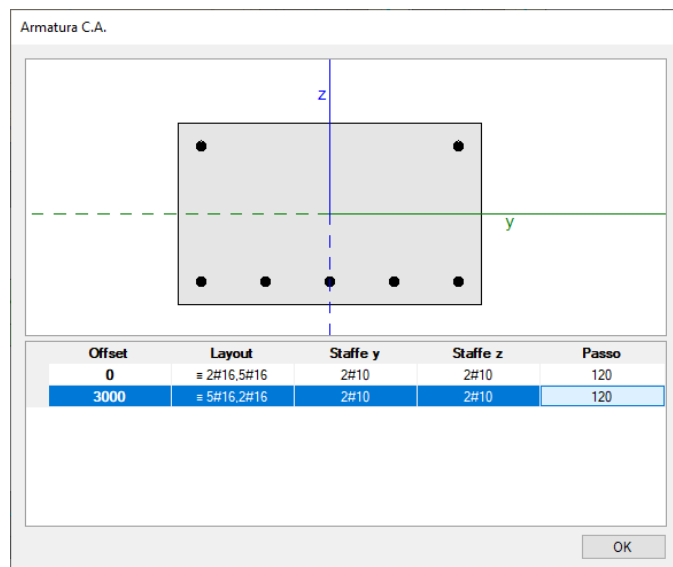 Armatura C.A.
z
y
Offset Layout Staffe y Staffe z Passo
0 ≡ 2#16,5#16 2#10 2#10 120
3000 ≡ 5#16,2#16 2#10 2#10 120
OK